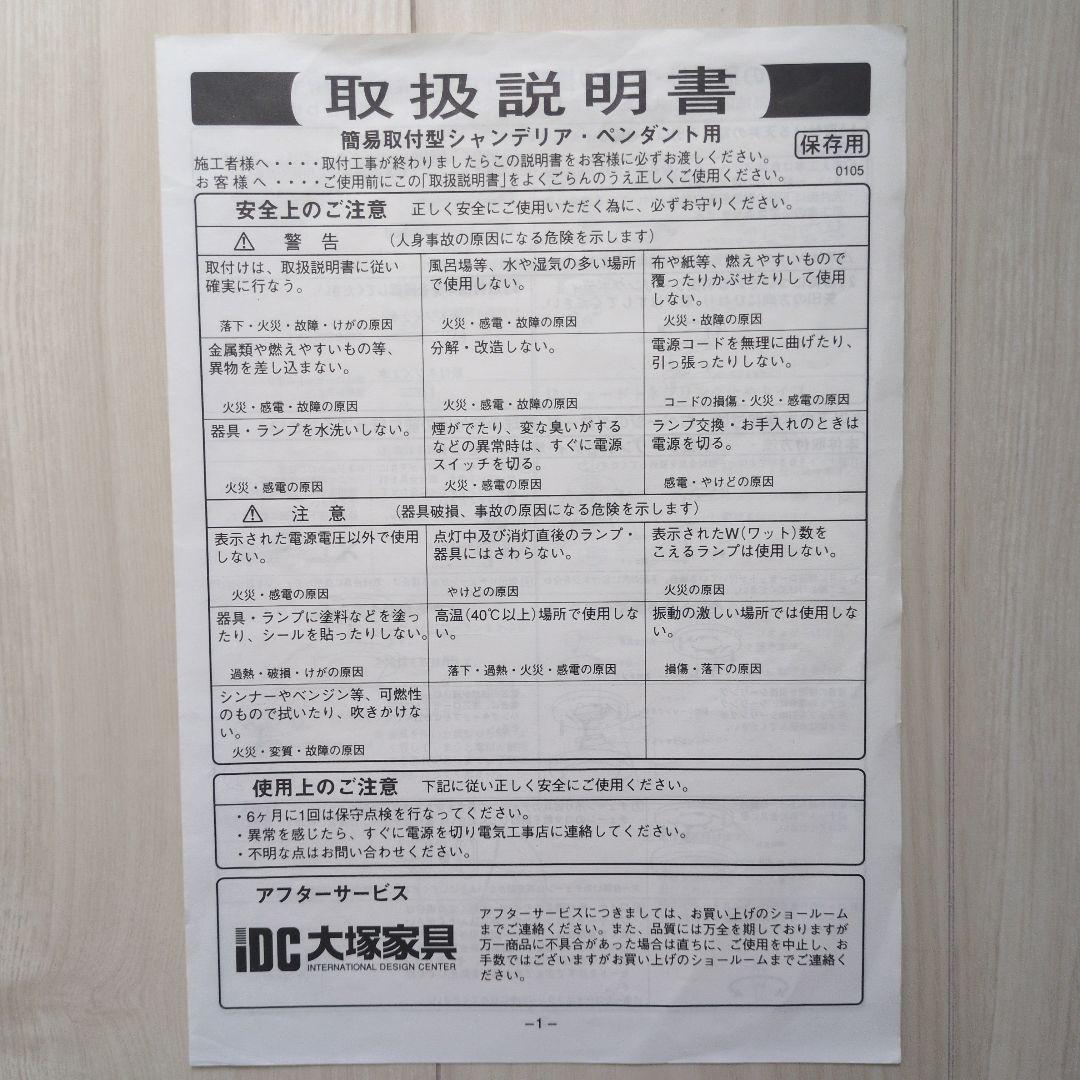 取扱説明書
簡易取付型シャンデリア・ペンダント用
保存用
施工者様へ・・・・取付工事が終わりましたらこの説明書をお客様に必ずお渡しください。
お客様へ・・・・ご使用前にこの「取扱説明書」をよくごらんのうえ正しくご使用ください。
0105
安全上のご注意 正しく安全にご使用いただく為に、必ずお守りください。
⚠ 警告 (人身事故の原因になる危険を示します)
取付けは、取扱説明書に従い
確実に行なう。
落下・火災・故障・けがの原因
風呂場等、水や湿気の多い場所
で使用しない。
火災・感電・故障の原因
布や紙等、燃えやすいもので
覆ったりかぶせたりして使用
しない。
火災・故障の原因
金属類や燃えやすいもの等、
異物を差し込まない。
火災・感電・故障の原因
分解・改造しない。
火災・感電・故障の原因
電源コードを無理に曲げたり、
引っ張ったりしない。
コードの損傷・火災・感電の原因
器具・ランプを水洗いしない。
火災・感電の原因
煙がでたり、変な臭いがする
などの異常時は、すぐに電源
スイッチを切る。
火災・感電の原因
ランプ交換・お手入れのときは
電源を切る。
感電・やけどの原因
⚠ 注意 (器具破損、事故の原因になる危険を示します)
表示された電源電圧以外で使用
しない。
火災・感電の原因
点灯中及び消灯直後のランプ・
器具にはさわらない。
やけどの原因
表示されたW(ワット)数を
こえるランプは使用しない。
火災の原因
器具・ランプに塗料などを塗っ
たり、シールを貼ったりしない。
過熱・破損・けがの原因
高温(40℃以上)場所で使用しな
い。
落下・過熱・火災・感電の原因
振動の激しい場所では使用しな
い。
損傷・落下の原因
シンナーやベンジン等、可燃性
のもので拭いたり、吹きかけな
い。
火災・変質・故障の原因
使用上のご注意 下記に従い正しく安全にご使用ください。
・6ヶ月に1回は保守点検を行なってください。
・異常を感じたら、すぐに電源を切り電気工事店に連絡してください。
・不明な点はお問い合わせください。
アフターサービス
iDC大塚家具
INTERNATIONAL DESIGN CENTER
アフターサービスにつきましては、お買い上げのショールーム
までご連絡ください。また、品質には万全を期しておりますが
万一商品に不具合があった場合は直ちに、ご使用を中止し、お
手数ではございますがお買い上げのショールームまでご連絡く
ださい。
－1－